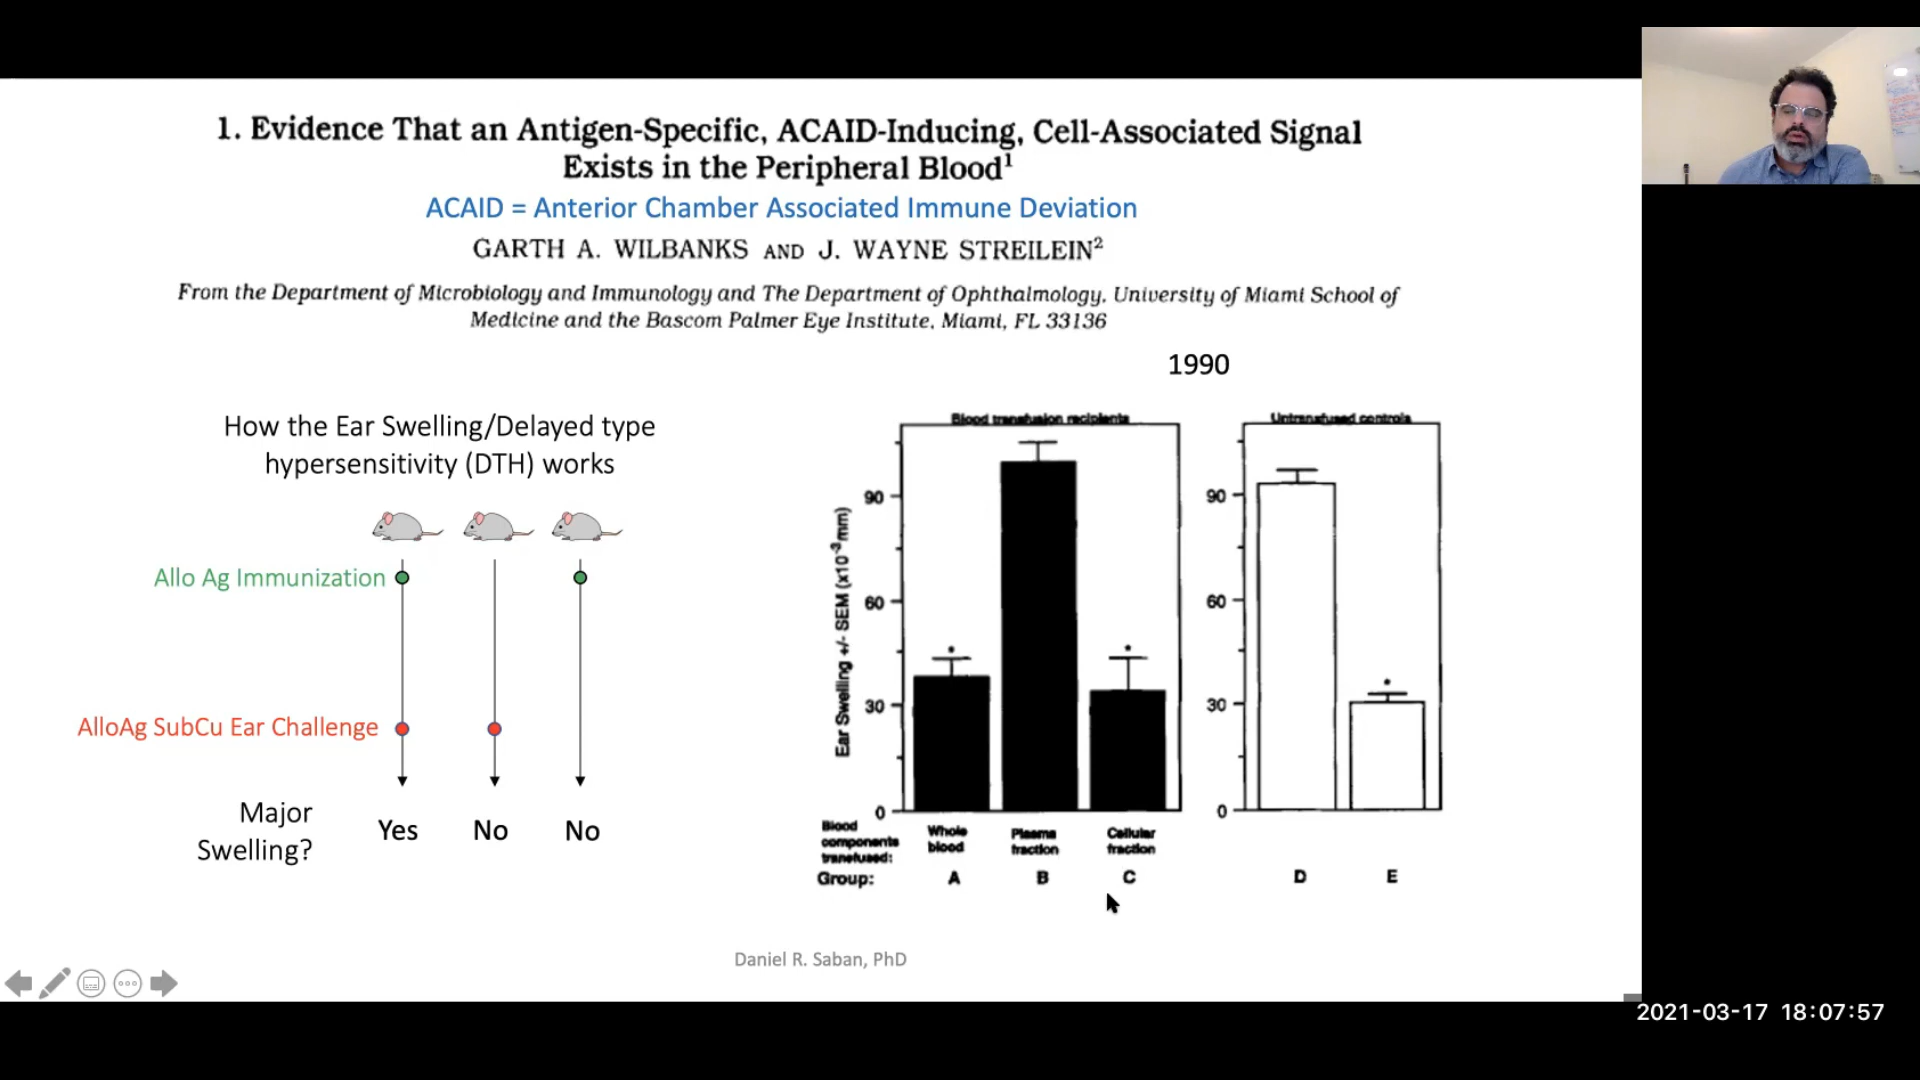 1. Evidence That an Antigen-Specific, ACAID-Inducing, Cell-Associated Signal
Exists in the Peripheral Blood¹
ACAID = Anterior Chamber Associated Immune Deviation
GARTH A. WILBANKS AND J. WAYNE STREILEIN²
From the Department of Microbiology and Immunology and The Department of Ophthalmology, University of Miami School of
Medicine and the Bascom Palmer Eye Institute, Miami, FL 33136
1990
How the Ear Swelling/Delayed type
hypersensitivity (DTH) works
Allo Ag Immunization
AlloAg SubCu Ear Challenge
Major
Swelling?
Yes No No
Blood transfusion recipients
Ear Swelling +/- SEM (x10⁻³mm)
90
60
30
0
*
*
Blood
components
transfused:
Whole
blood
Plasma
fraction
Cellular
fraction
Group: A B C
Untransfused controls
90
60
30
0
*
D E
Daniel R. Saban, PhD
2021-03-17 18:07:57